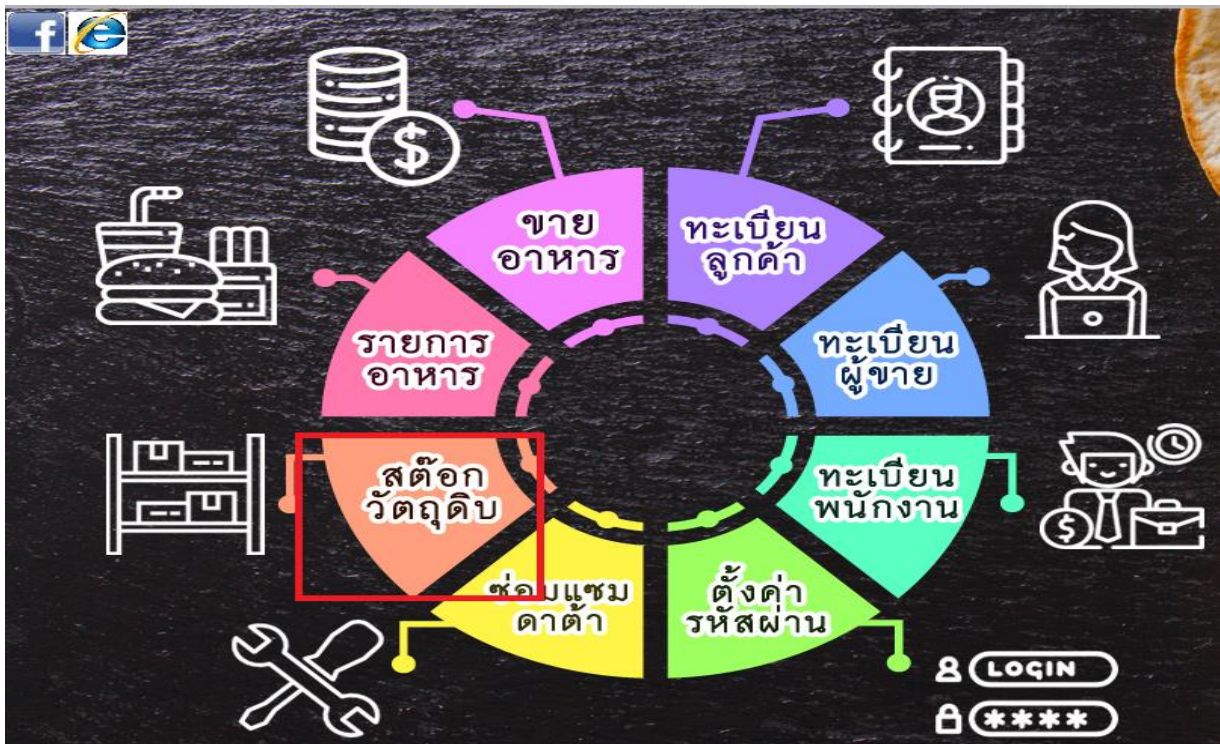 f
e
$
ขาย
อาหาร
ทะเบียน
ลูกค้า
รายการ
อาหาร
ทะเบียน
ผู้ขาย
สต๊อก
วัตถุดิบ
ทะเบียน
พนักงาน
$
ซ่อมแซม
ดาต้า
ตั้งค่า
รหัสผ่าน
LOGIN
****